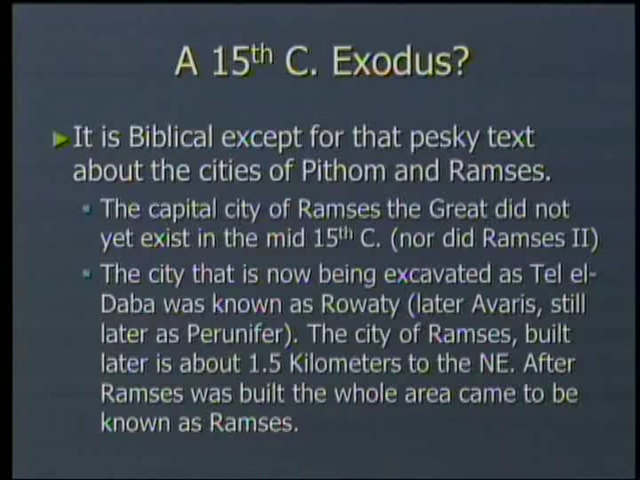 A 15th C. Exodus?
►It is Biblical except for that pesky text
about the cities of Pithom and Ramses.
▪ The capital city of Ramses the Great did not
yet exist in the mid 15th C. (nor did Ramses II)
▪ The city that is now being excavated as Tel el-
Daba was known as Rowaty (later Avaris, still
later as Perunifer). The city of Ramses, built
later is about 1.5 Kilometers to the NE. After
Ramses was built the whole area came to be
known as Ramses.